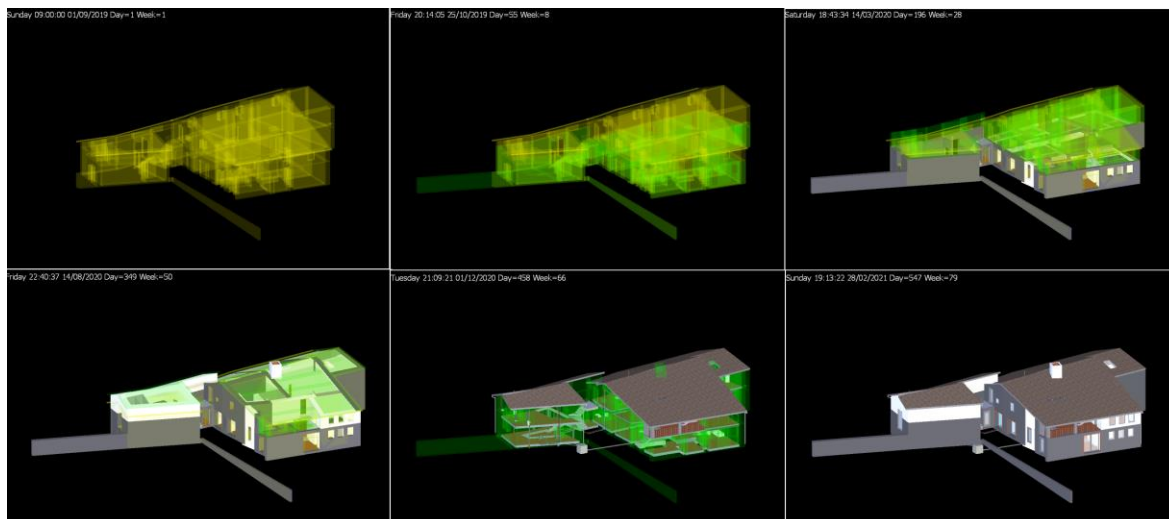 Sunday 09:00:00 01/09/2019 Day=1 Week=1
Friday 20:14:05 25/10/2019 Day=55 Week=8
Saturday 18:43:34 14/03/2020 Day=196 Week=28
Friday 22:40:37 14/08/2020 Day=349 Week=50
Tuesday 21:09:21 01/12/2020 Day=458 Week=66
Sunday 19:13:22 28/02/2021 Day=547 Week=79